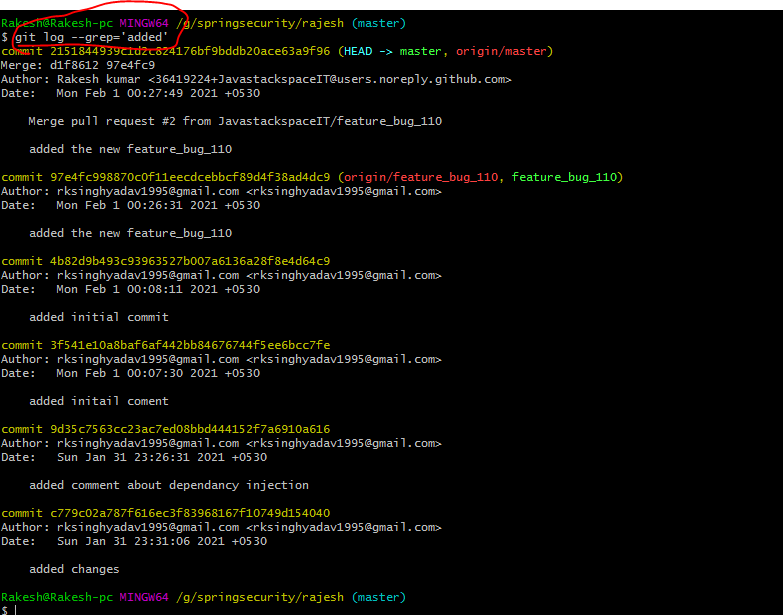 Rakesh@Rakesh-pc MINGW64 /g/springsecurity/rajesh (master)
$ git log --grep='added'
commit 2151844939c1d2c824176bf9bddb20ace63a9f96 (HEAD -> master, origin/master)
Merge: d1f8612 97e4fc9
Author: Rakesh kumar <36419224+JavastackspaceIT@users.noreply.github.com>
Date:   Mon Feb 1 00:27:49 2021 +0530
Merge pull request #2 from JavastackspaceIT/feature_bug_110
added the new feature_bug_110
commit 97e4fc998870c0f11eecdcebbcf89d4f38ad4dc9 (origin/feature_bug_110, feature_bug_110)
Author: rksinghyadav1995@gmail.com <rksinghyadav1995@gmail.com>
Date:   Mon Feb 1 00:26:31 2021 +0530
added the new feature_bug_110
commit 4b82d9b493c93963527b007a6136a28f8e4d64c9
Author: rksinghyadav1995@gmail.com <rksinghyadav1995@gmail.com>
Date:   Mon Feb 1 00:08:11 2021 +0530
added initial commit
commit 3f541e10a8baf6af442bb84676744f5ee6bcc7fe
Author: rksinghyadav1995@gmail.com <rksinghyadav1995@gmail.com>
Date:   Mon Feb 1 00:07:30 2021 +0530
added initail coment
commit 9d35c7563cc23ac7ed08bbd444152f7a6910a616
Author: rksinghyadav1995@gmail.com <rksinghyadav1995@gmail.com>
Date:   Sun Jan 31 23:26:31 2021 +0530
added comment about dependancy injection
commit c779c02a787f616ec3f83968167f10749d154040
Author: rksinghyadav1995@gmail.com <rksinghyadav1995@gmail.com>
Date:   Sun Jan 31 23:31:06 2021 +0530
added changes
Rakesh@Rakesh-pc MINGW64 /g/springsecurity/rajesh (master)
$